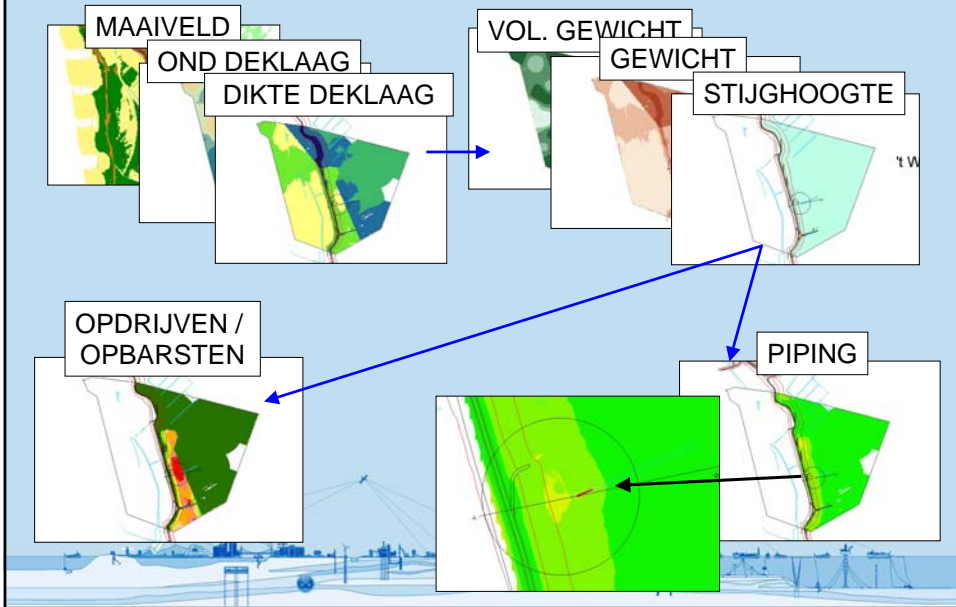 MAAIVELD
OND DEKLAAG
DIKTE DEKLAAG
VOL. GEWICHT
GEWICHT
STIJGHOOGTE
't W
OPDRIJVEN /
OPBARSTEN
PIPING